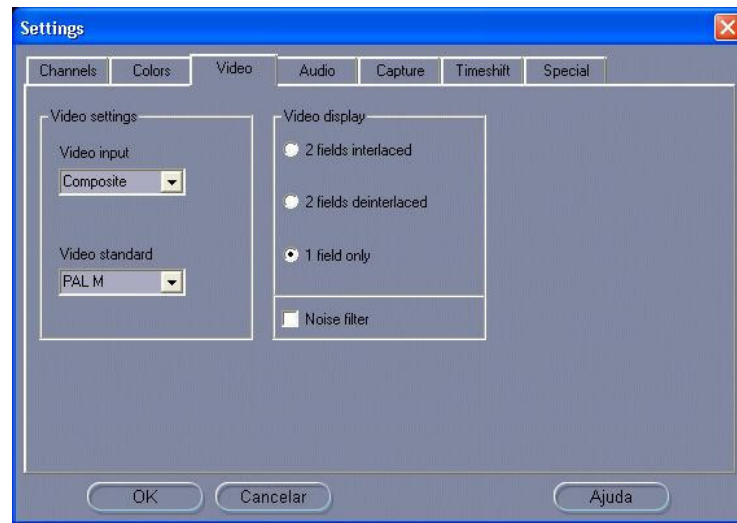 Settings
Channels Colors Video Audio Capture Timeshift Special
Video settings
Video input
Composite
Video standard
PAL M
Video display
2 fields interlaced
2 fields deinterlaced
1 field only
Noise filter
OK Cancelar Ajuda